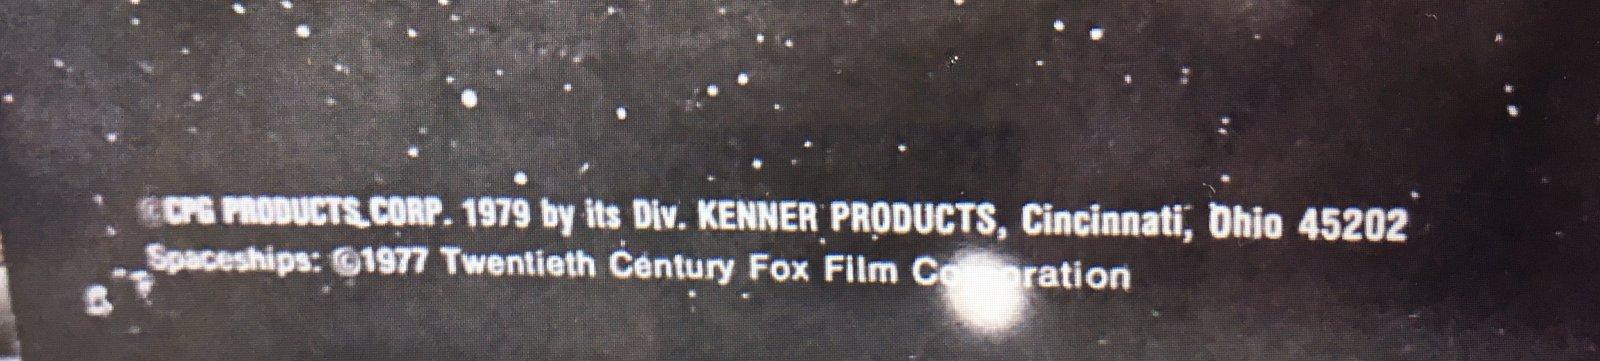 ©CPG PRODUCTS CORP. 1979 by its Div. KENNER PRODUCTS, Cincinnati, Ohio 45202
Spaceships: ©1977 Twentieth Century Fox Film Corporation